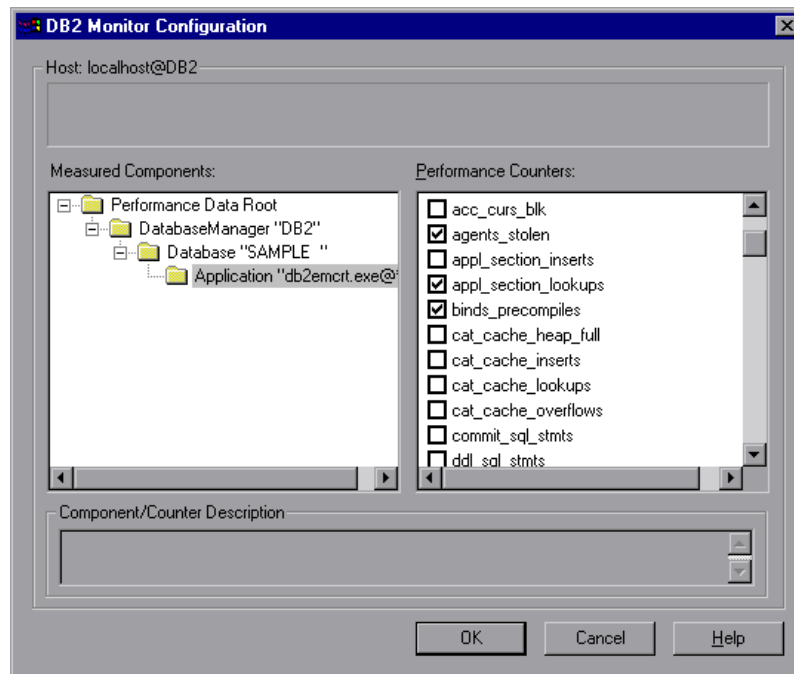 DB2 Monitor Configuration
Host: localhost@DB2
Measured Components:
Performance Data Root
DatabaseManager "DB2"
Database "SAMPLE "
Application "db2emcrt.exe@
Performance Counters:
acc_curs_blk
agents_stolen
appl_section_inserts
appl_section_lookups
binds_precompiles
cat_cache_heap_full
cat_cache_inserts
cat_cache_lookups
cat_cache_overflows
commit_sql_stmts
ddl_sql_stmts
Component/Counter Description
OK
Cancel
Help